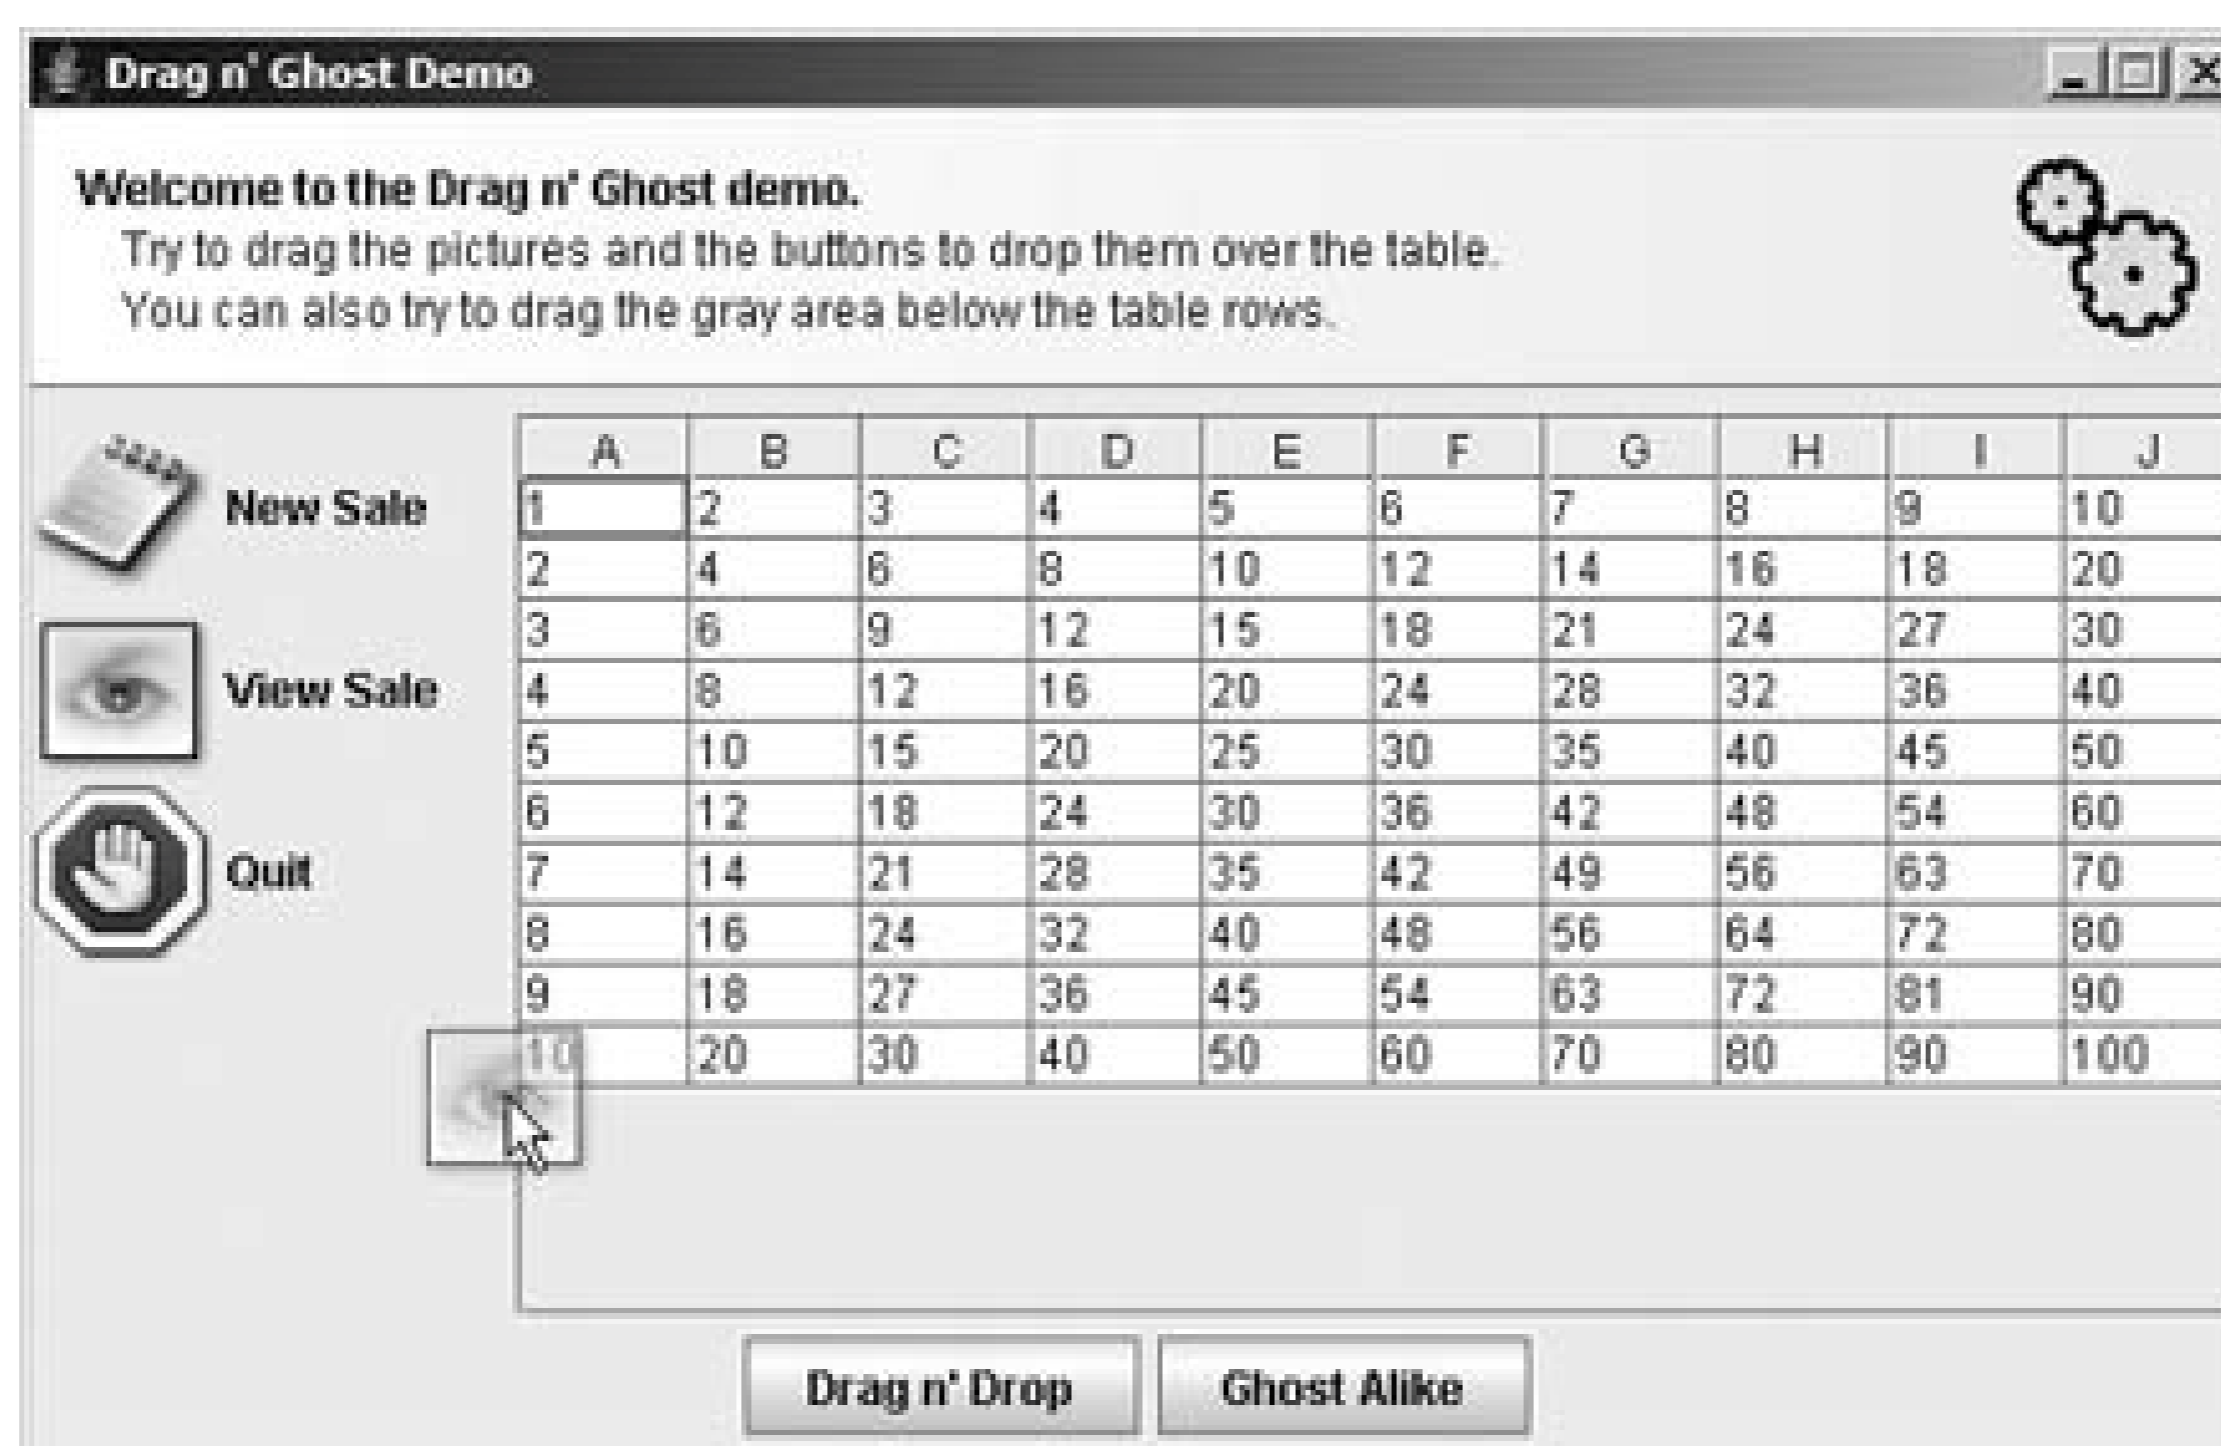 Drag n' Ghost Demo
Welcome to the Drag n' Ghost demo.
Try to drag the pictures and the buttons to drop them over the table.
You can also try to drag the gray area below the table rows.
A B C D E F G H I J
New Sale
1 2 3 4 5 6 7 8 9 10
2 4 6 8 10 12 14 16 18 20
3 6 9 12 15 18 21 24 27 30
View Sale
4 8 12 16 20 24 28 32 36 40
5 10 15 20 25 30 35 40 45 50
6 12 18 24 30 36 42 48 54 60
Quit
7 14 21 28 35 42 49 56 63 70
8 16 24 32 40 48 56 64 72 80
9 18 27 36 45 54 63 72 81 90
10 20 30 40 50 60 70 80 90 100
Drag n' Drop
Ghost Alike